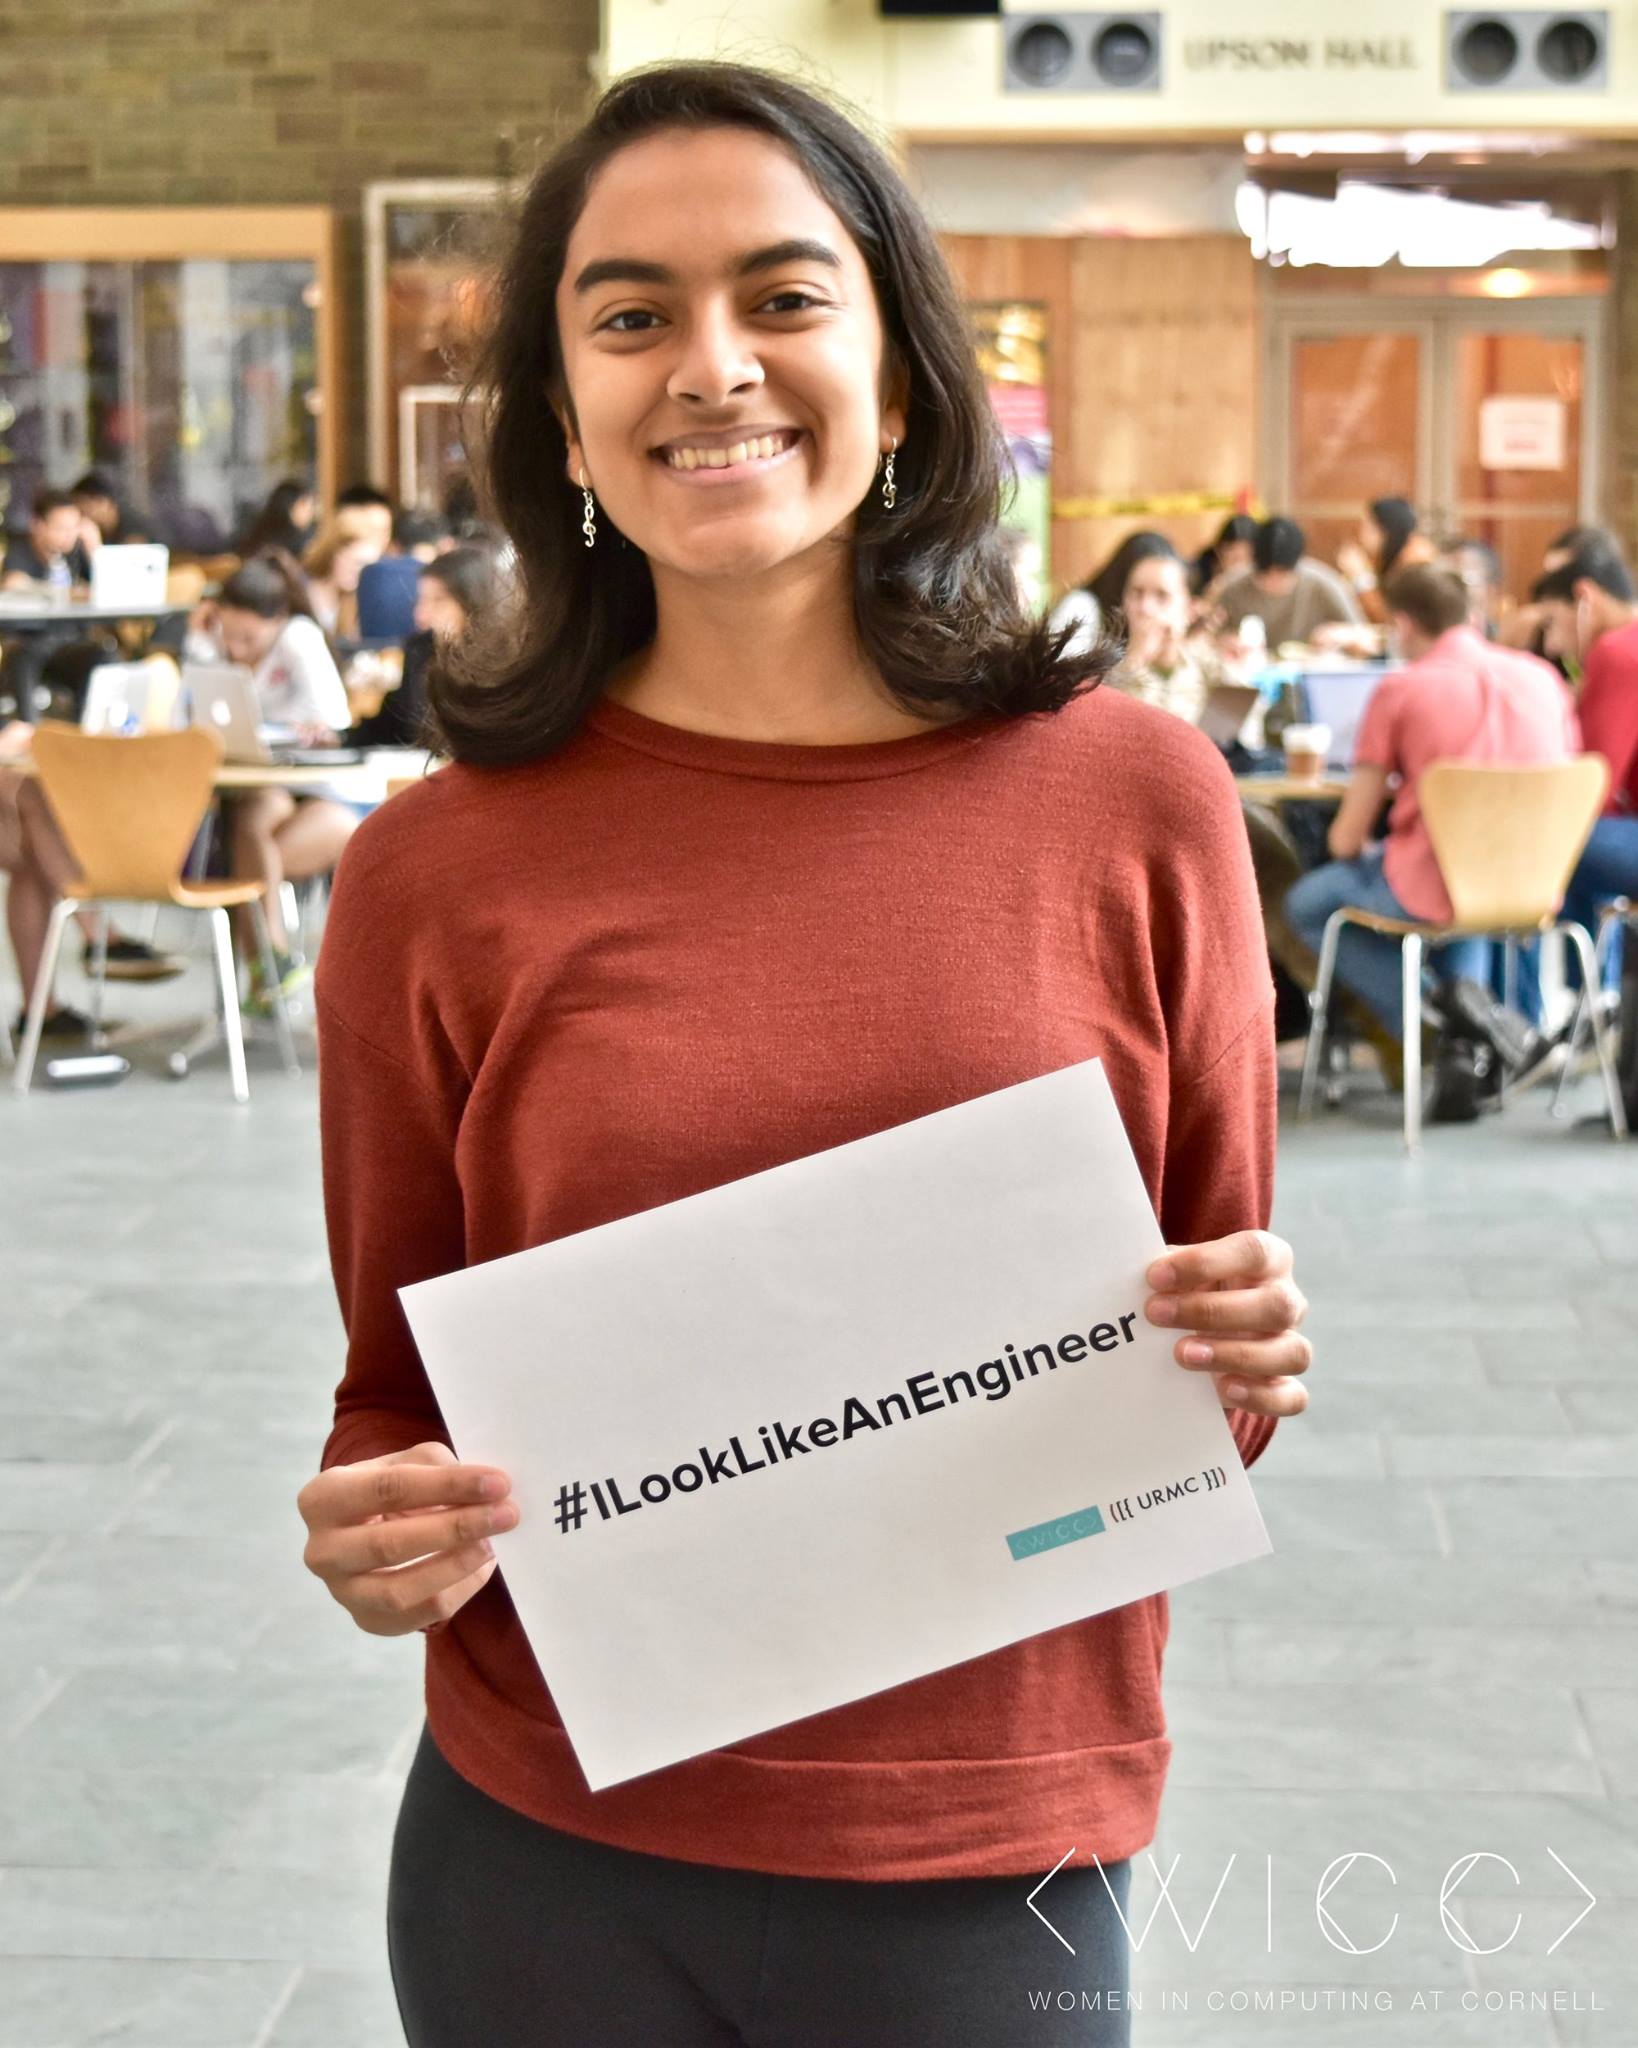 UPSON HALL
#ILookLikeAnEngineer
<WICC> ([{ URMC }])
<WICC>
WOMEN IN COMPUTING AT CORNELL